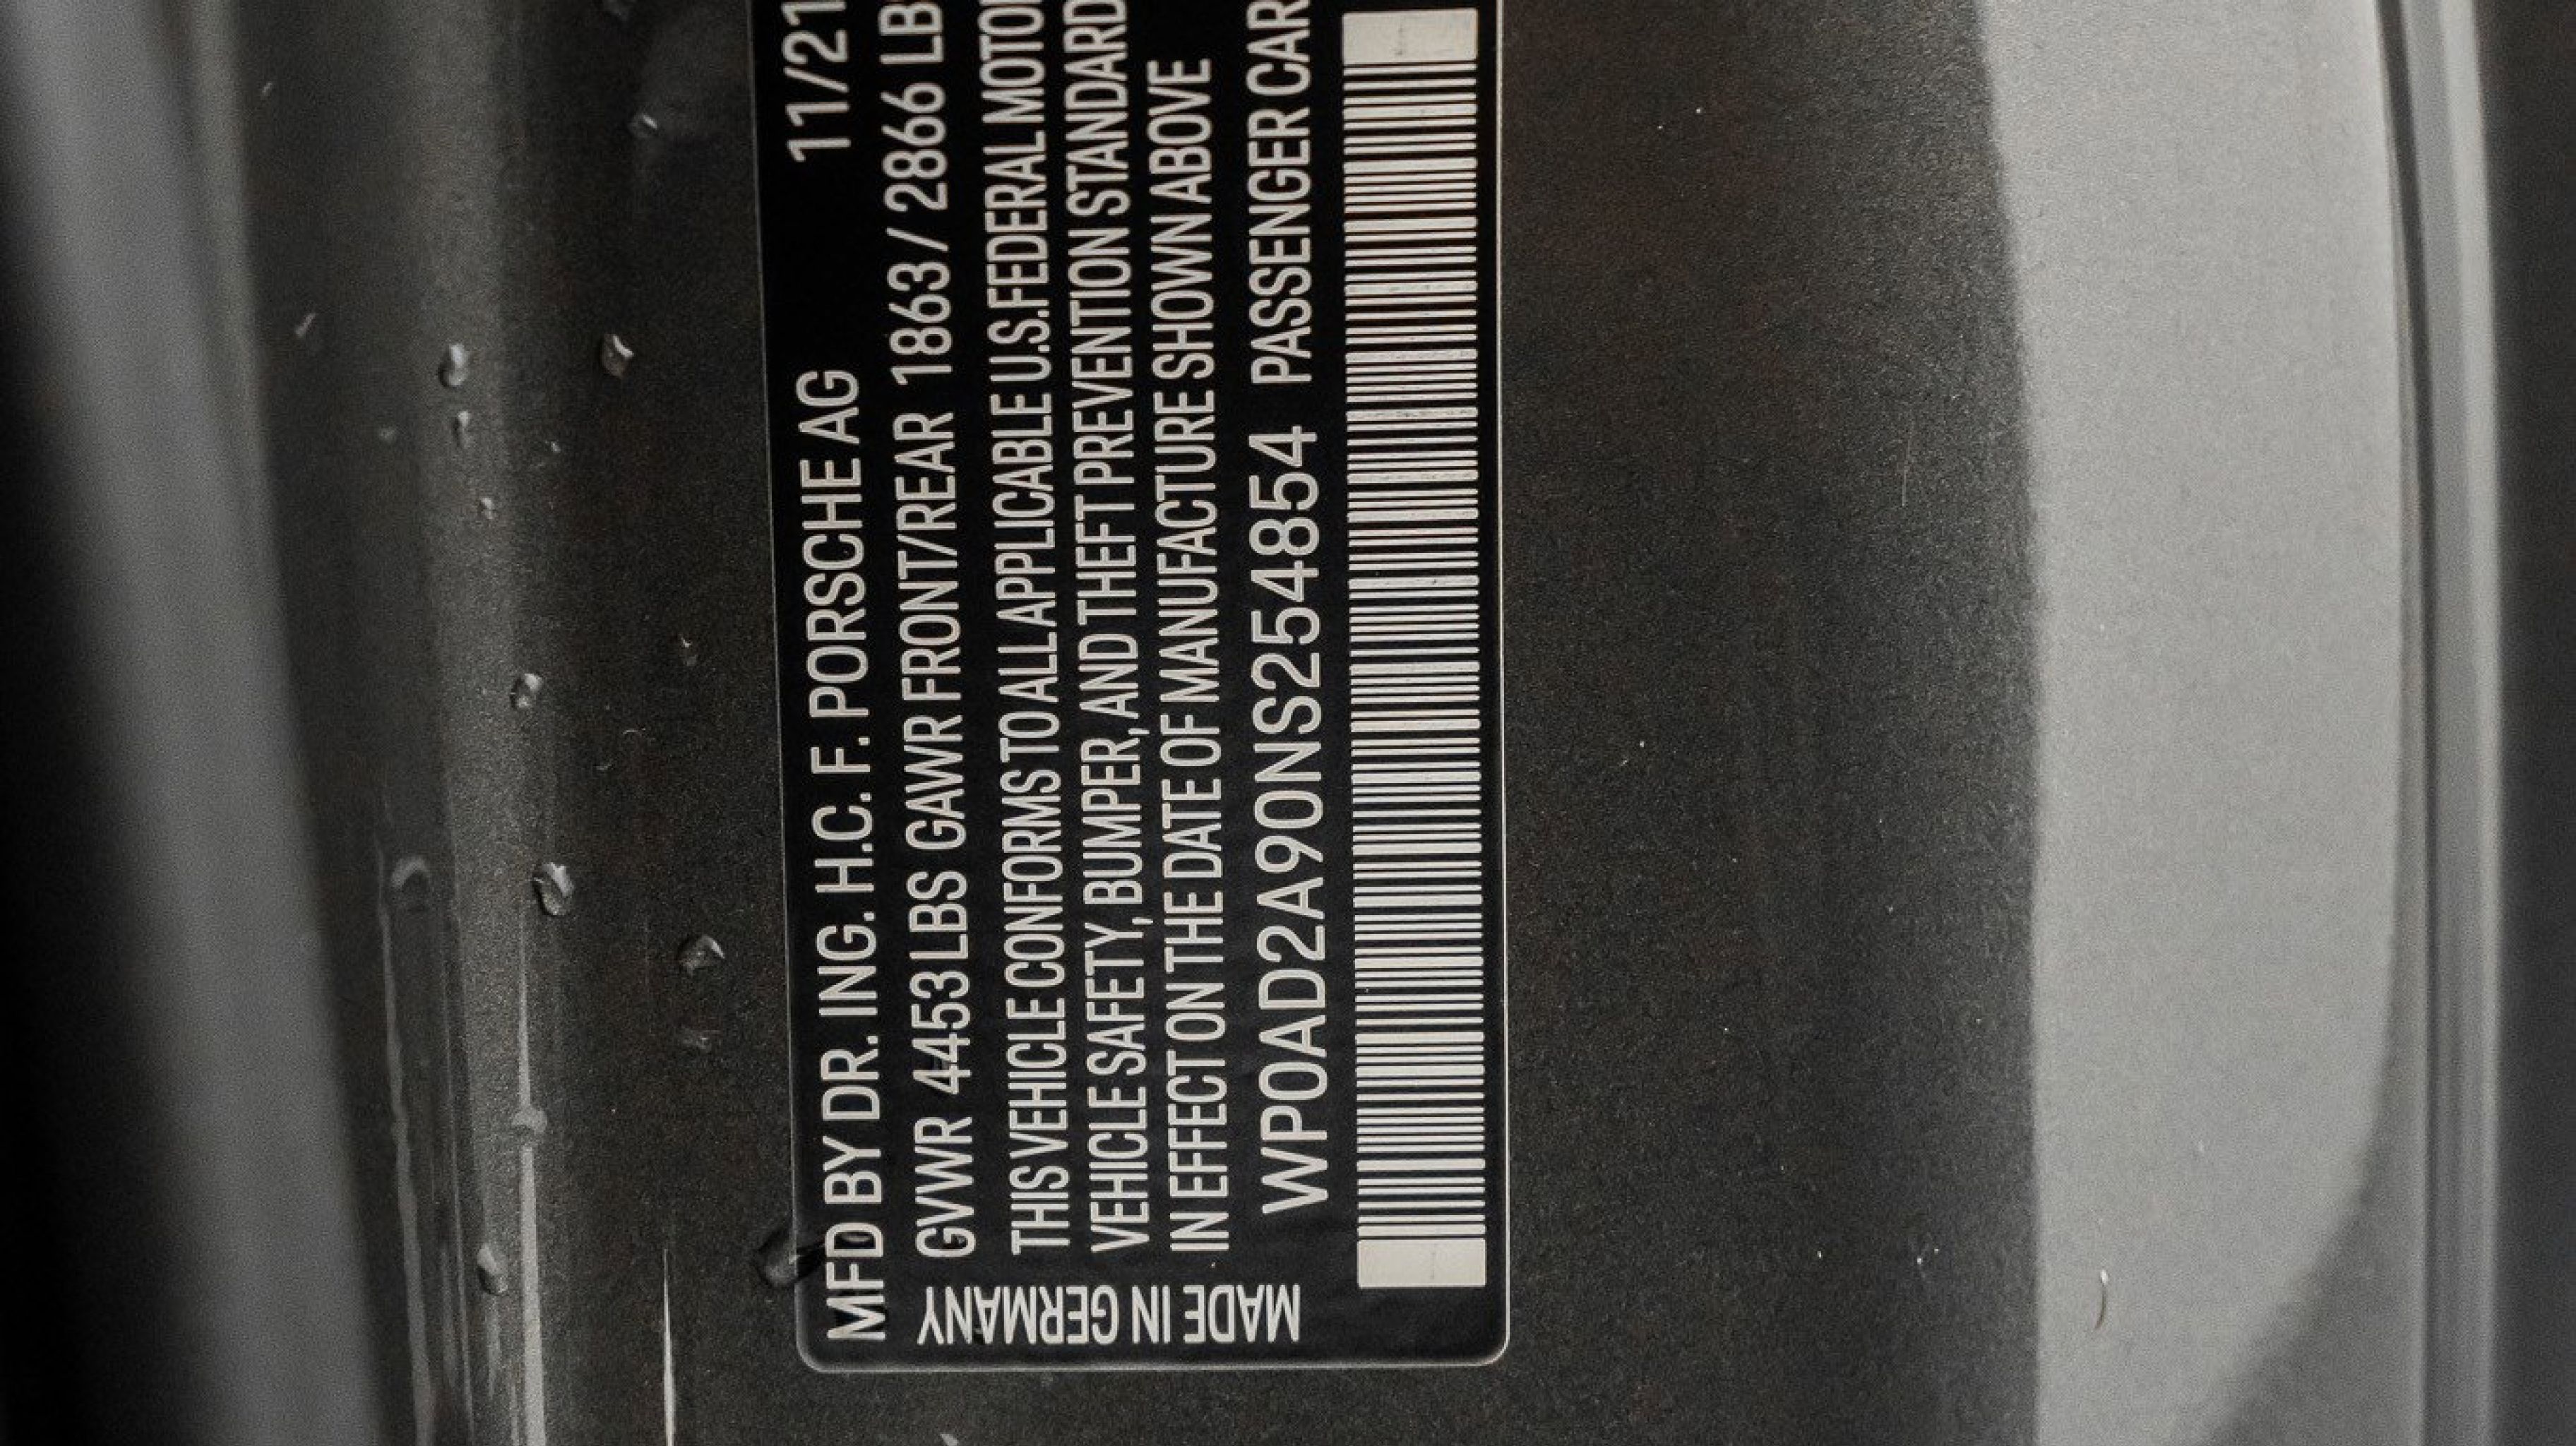 MFD BY DR. ING. H.C. F. PORSCHE AG 11/21
GVWR 4453 LBS GAWR FRONT/REAR 1863 / 2866 LB
THIS VEHICLE CONFORMS TO ALL APPLICABLE U.S. FEDERAL MOTO
VEHICLE SAFETY, BUMPER, AND THEFT PREVENTION STANDARD
IN EFFECT ON THE DATE OF MANUFACTURE SHOWN ABOVE
WP0AD2A90NS254854 PASSENGER CAR
MADE IN GERMANY